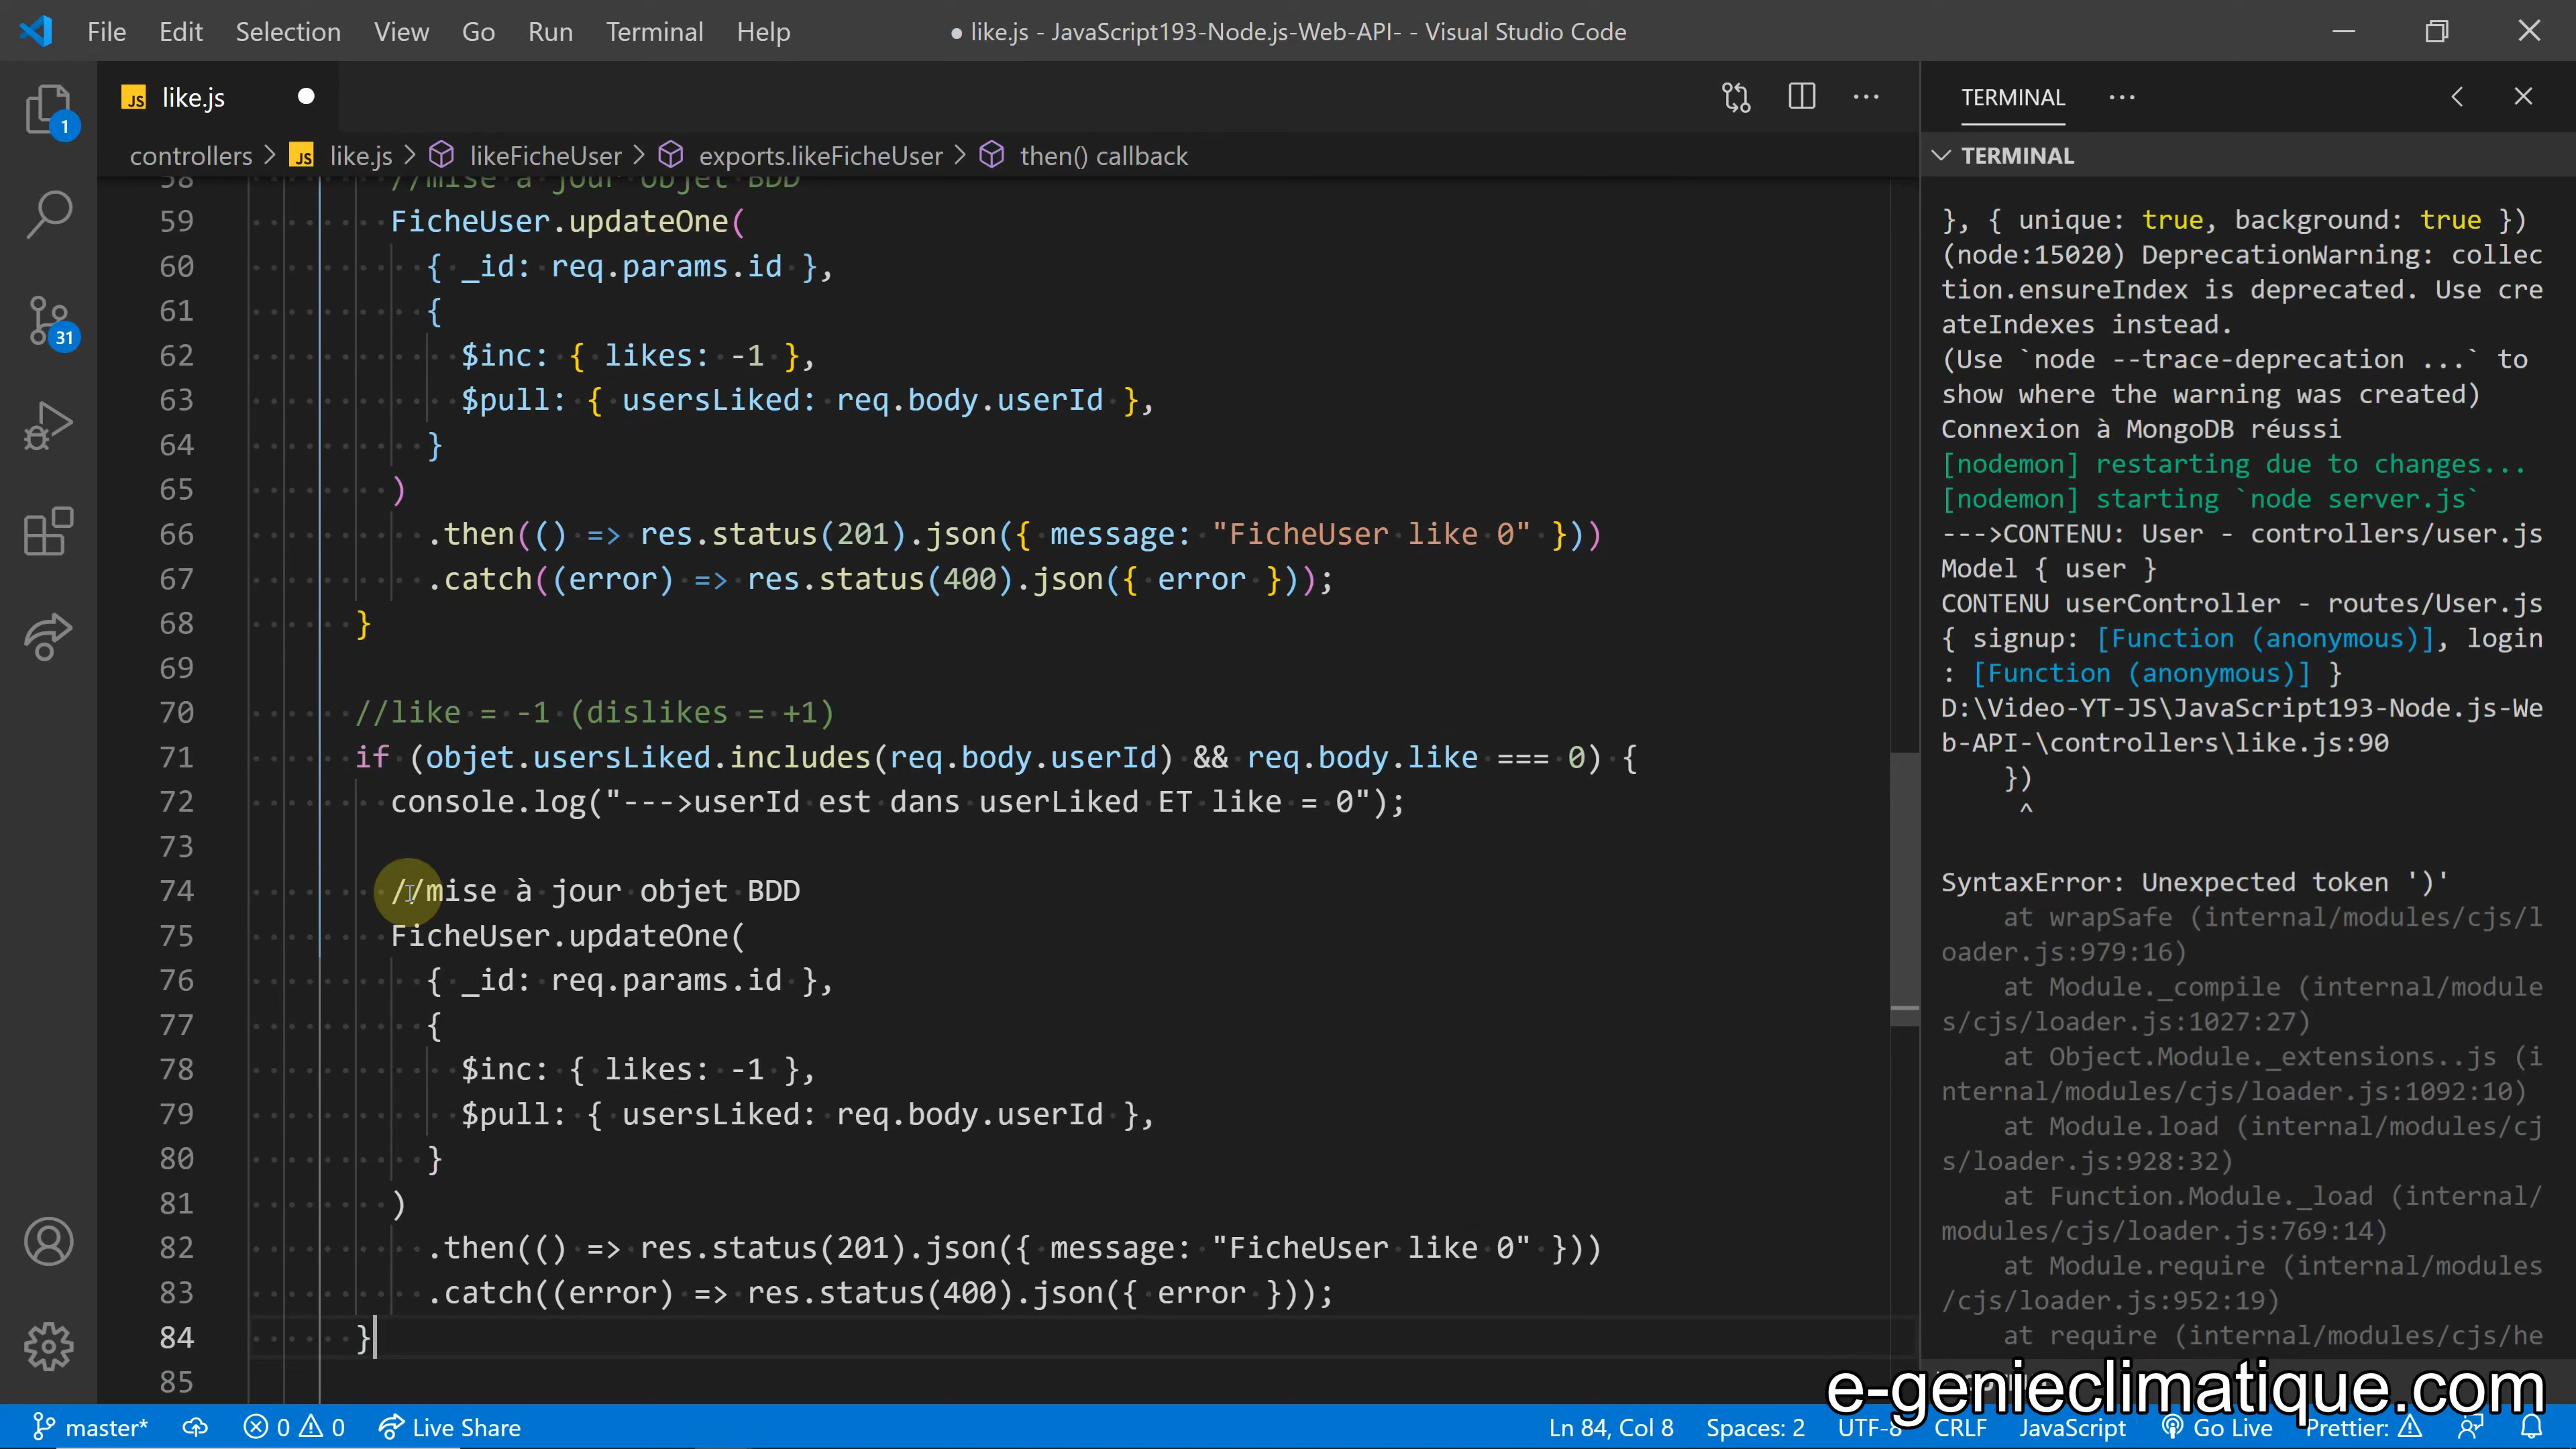 File Edit Selection View Go Run Terminal Help
● like.js - JavaScript193-Node.js-Web-API- - Visual Studio Code
JS like.js
controllers > JS like.js > likeFicheUser > exports.likeFicheUser > then() callback
58 //mise à jour objet BDD
59 FicheUser.updateOne(
60 { _id: req.params.id },
61 {
62 $inc: { likes: -1 },
63 $pull: { usersLiked: req.body.userId },
64 }
65 )
66 .then(() => res.status(201).json({ message: "FicheUser like 0" }))
67 .catch((error) => res.status(400).json({ error }));
68 }
69
70 //like = -1 (dislikes = +1)
71 if (objet.usersLiked.includes(req.body.userId) && req.body.like === 0) {
72 console.log("--->userId est dans userLiked ET like = 0");
73
74 //mise à jour objet BDD
75 FicheUser.updateOne(
76 { _id: req.params.id },
77 {
78 $inc: { likes: -1 },
79 $pull: { usersLiked: req.body.userId },
80 }
81 )
82 .then(() => res.status(201).json({ message: "FicheUser like 0" }))
83 .catch((error) => res.status(400).json({ error }));
84 }
85
1
31
TERMINAL
TERMINAL
}, { unique: true, background: true })
(node:15020) DeprecationWarning: collec
tion.ensureIndex is deprecated. Use cre
ateIndexes instead.
(Use `node --trace-deprecation ...` to
show where the warning was created)
Connexion à MongoDB réussi
[nodemon] restarting due to changes...
[nodemon] starting `node server.js`
--->CONTENU: User - controllers/user.js
Model { user }
CONTENU userController - routes/User.js
{ signup: [Function (anonymous)], login
: [Function (anonymous)] }
D:\Video-YT-JS\JavaScript193-Node.js-We
b-API-\controllers\like.js:90
})
^
SyntaxError: Unexpected token ')'
at wrapSafe (internal/modules/cjs/l
oader.js:979:16)
at Module._compile (internal/module
s/cjs/loader.js:1027:27)
at Object.Module._extensions..js (i
nternal/modules/cjs/loader.js:1092:10)
at Module.load (internal/modules/cj
s/loader.js:928:32)
at Function.Module._load (internal/
modules/cjs/loader.js:769:14)
at Module.require (internal/modules
/cjs/loader.js:952:19)
at require (internal/modules/cjs/he
e-genieclimatique.com
master* 0 0 Live Share Ln 84, Col 8 Spaces: 2 UTF-8 CRLF JavaScript Go Live Prettier: